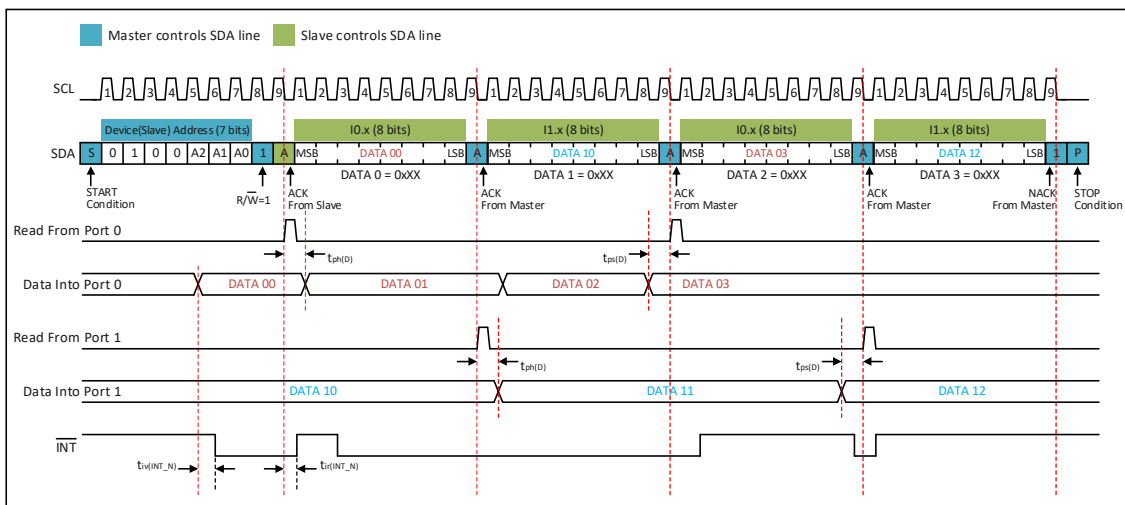 Master controls SDA line Slave controls SDA line
SCL 1 2 3 4 5 6 7 8 9 1 2 3 4 5 6 7 8 9 1 2 3 4 5 6 7 8 9 1 2 3 4 5 6 7 8 9 1 2 3 4 5 6 7 8 9
Device(Slave) Address (7 bits) I0.x (8 bits) I1.x (8 bits) I0.x (8 bits) I1.x (8 bits)
SDA S 0 1 0 0 A2 A1 A0 1 A MSB DATA 00 LSB A MSB DATA 10 LSB A MSB DATA 03 LSB A MSB DATA 12 LSB 1 P
DATA 0 = 0xXX DATA 1 = 0xXX DATA 2 = 0xXX DATA 3 = 0xXX
START Condition
R/W̅=1
ACK From Slave
ACK From Master
ACK From Master
ACK From Master
NACK From Master
STOP Condition
Read From Port 0
tph(D) tps(D)
Data Into Port 0 DATA 00 DATA 01 DATA 02 DATA 03
Read From Port 1
tph(D) tps(D)
Data Into Port 1 DATA 10 DATA 11 DATA 12
I̅N̅T̅
tiv(INT_N) tir(INT_N)